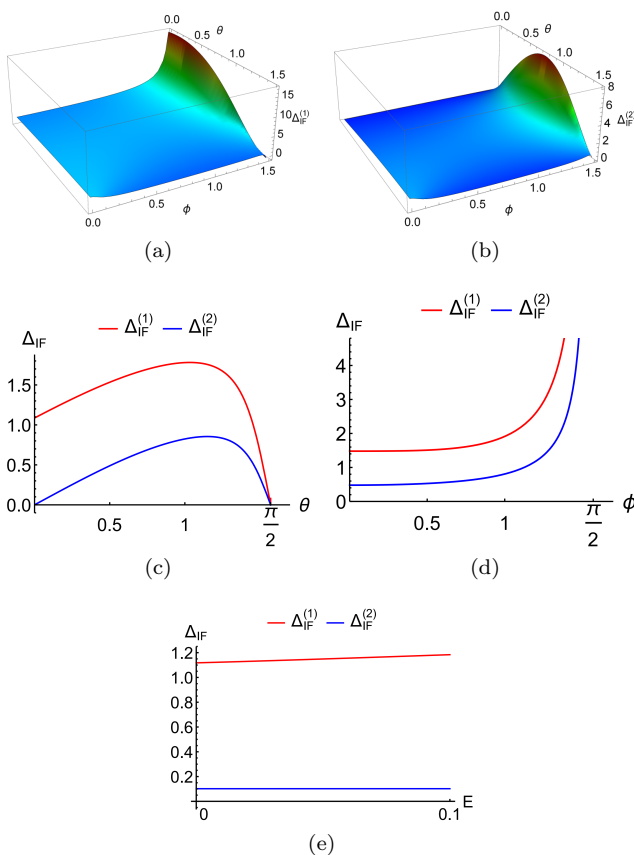 0.0 0.5 θ 1.0 1.5
15 10 Δ_IF^(1) 5 0
0.0 0.5 ϕ 1.0 1.5
(a)
0.0 0.5 θ 1.0 1.5
8 6 4 Δ_IF^(2) 2 0
0.0 0.5 ϕ 1.0 1.5
(b)
Δ_IF^(1) Δ_IF^(2)
Δ_IF
1.5
1.0
0.5
0.0
0.5 1 π/2 θ
(c)
Δ_IF^(1) Δ_IF^(2)
Δ_IF
4
3
2
1
0
0.5 1 π/2 ϕ
(d)
Δ_IF^(1) Δ_IF^(2)
Δ_IF
1.2
1.0
0.8
0.6
0.4
0.2
0 0.1 E
(e)